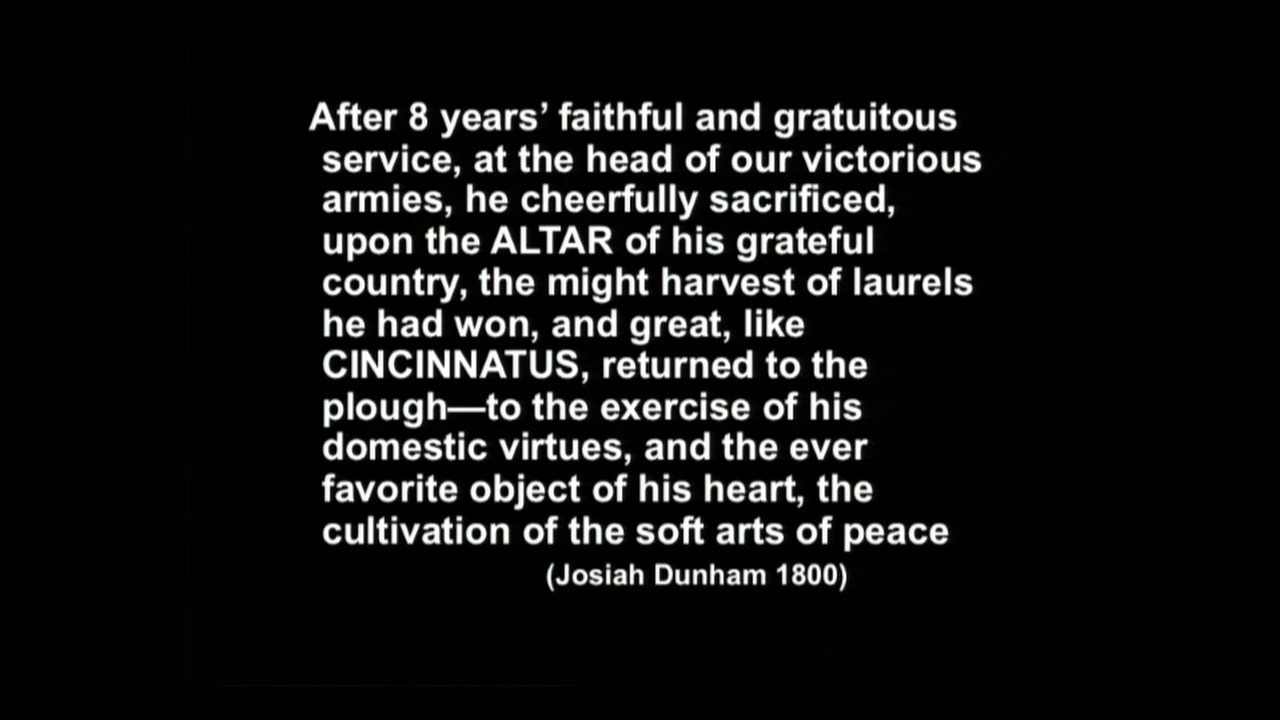 After 8 years’ faithful and gratuitous
service, at the head of our victorious
armies, he cheerfully sacrificed,
upon the ALTAR of his grateful
country, the might harvest of laurels
he had won, and great, like
CINCINNATUS, returned to the
plough—to the exercise of his
domestic virtues, and the ever
favorite object of his heart, the
cultivation of the soft arts of peace
(Josiah Dunham 1800)